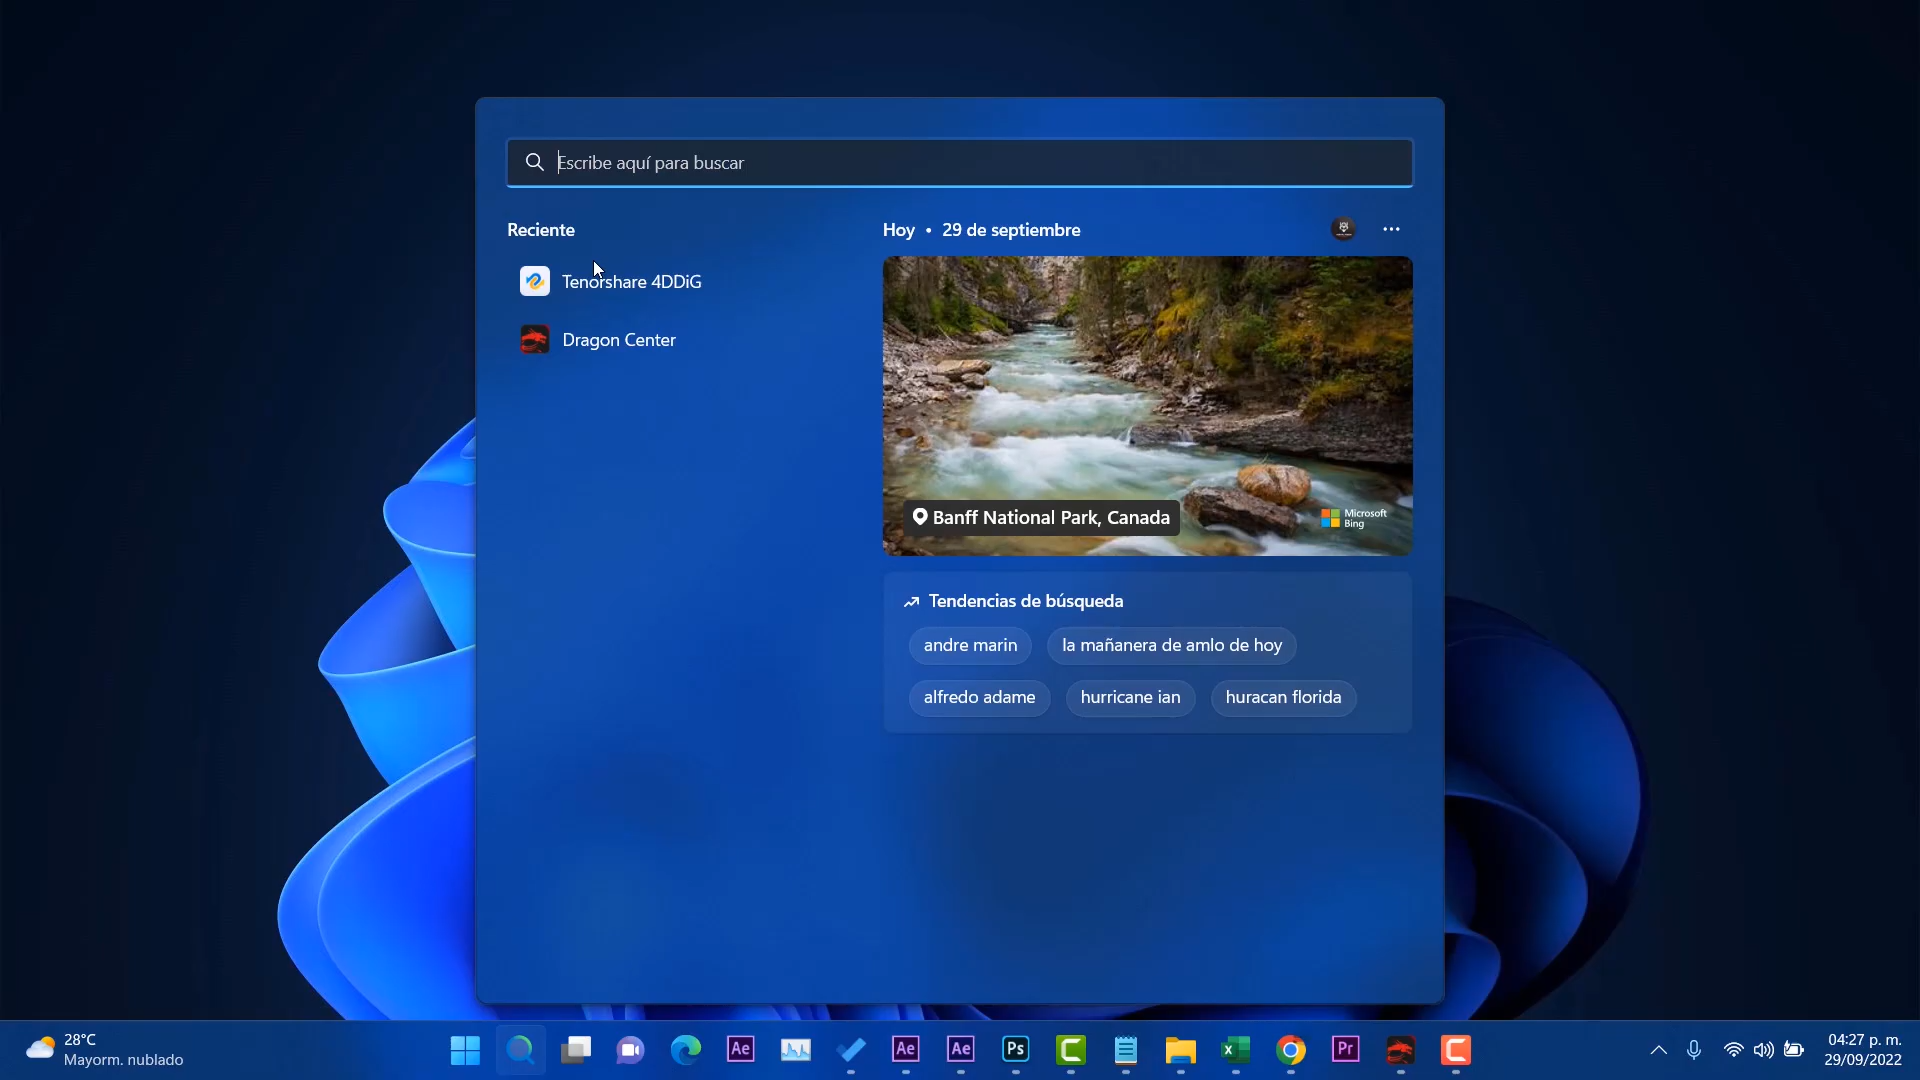 Escribe aquí para buscar
Reciente
Tenorshare 4DDiG
Dragon Center
Hoy • 29 de septiembre
Banff National Park, Canada
Microsoft
Bing
Tendencias de búsqueda
andre marin
la mañanera de amlo de hoy
alfredo adame
hurricane ian
huracan florida
28°C
Mayorm. nublado
Ae
Ae
Ae
Ps
X
Pr
04:27 p. m.
29/09/2022